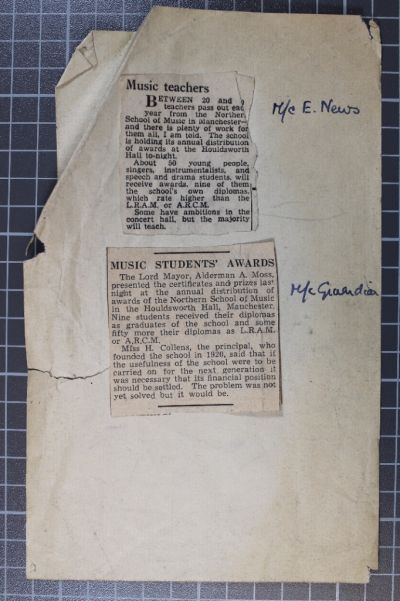 Music teachers
BETWEEN 20 and
teachers pass out
year from the
School of Music in Manchester—
and there is plenty of work for
them all, I am told. The school
is holding its annual distribution
of awards at the Houldsworth
Hall to-night.
About 50 young people,
singers, instrumentalists, and
speech and drama students, will
receive awards, nine of them
the school's own diplomas,
which rate higher than the
L.R.A.M. or A.R.C.M.
Some have ambitions in the
concert hall, but the majority
will teach.
M/c E. News
MUSIC STUDENTS' AWARDS
The Lord Mayor, Alderman A. Moss,
presented the certificates and prizes last
night at the annual distribution of
awards of the Northern School of Music
in the Houldsworth Hall, Manchester.
Nine students received their diplomas
as graduates of the school and some
fifty more their diplomas as L.R.A.M.
or A.R.C.M.
Miss H. Collens, the principal, who
founded the school in 1920, said that if
the usefulness of the school were to be
carried on for the next generation it
was necessary that its financial position
should be settled. The problem was not
yet solved but it would be.
M/c Guardian